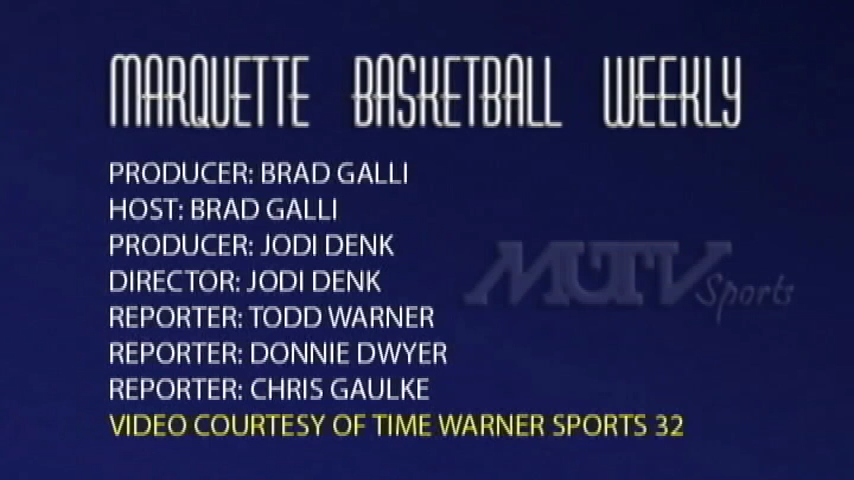 MARQUETTE BASKETBALL WEEKLY
PRODUCER: BRAD GALLI
HOST: BRAD GALLI
PRODUCER: JODI DENK
DIRECTOR: JODI DENK
MUTV Sports
REPORTER: TODD WARNER
REPORTER: DONNIE DWYER
REPORTER: CHRIS GAULKE
VIDEO COURTESY OF TIME WARNER SPORTS 32